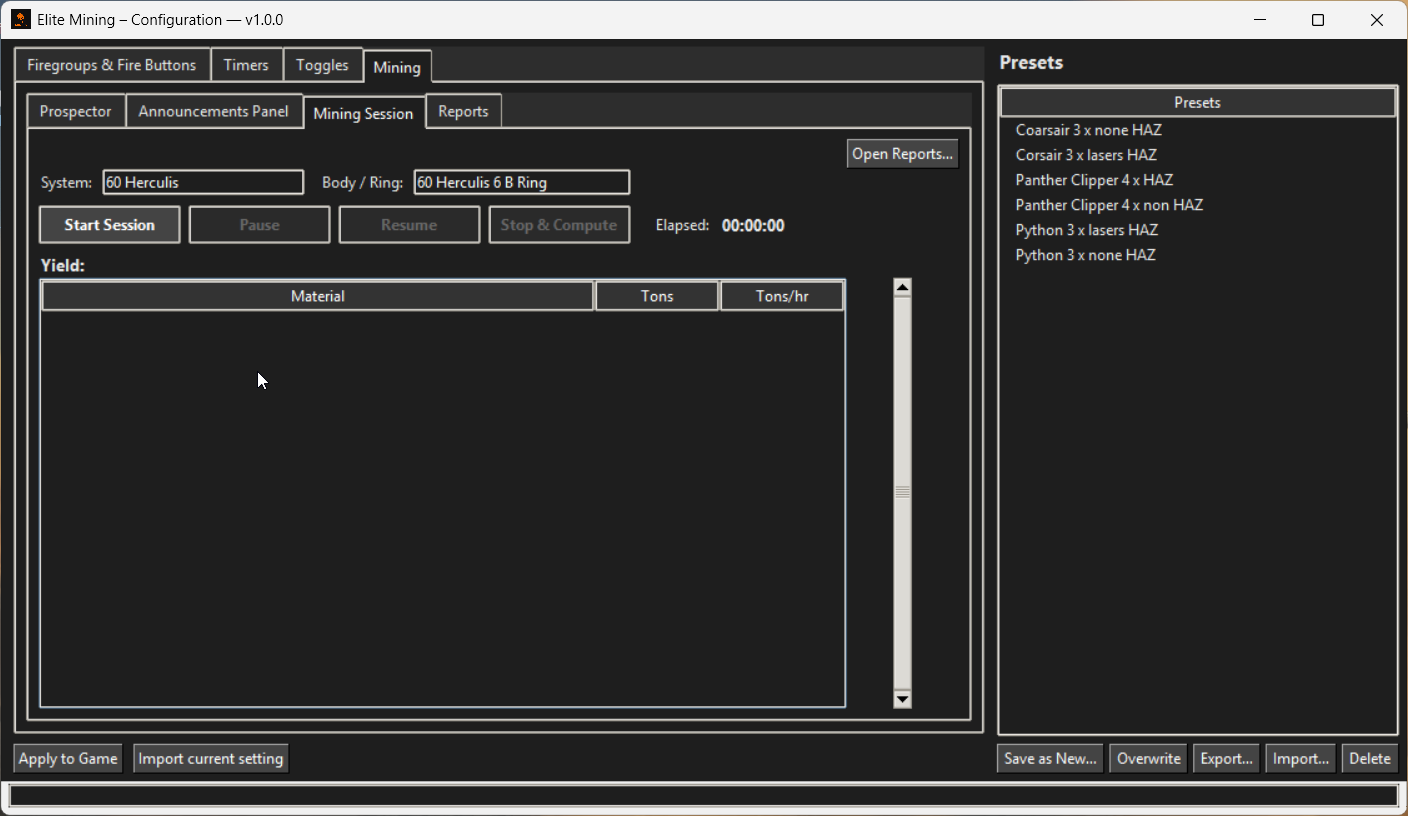 Elite Mining – Configuration — v1.0.0
Firegroups & Fire Buttons Timers Toggles Mining
Prospector Announcements Panel Mining Session Reports
Open Reports...
System: 60 Herculis Body / Ring: 60 Herculis 6 B Ring
Start Session Pause Resume Stop & Compute Elapsed: 00:00:00
Yield:
Material Tons Tons/hr
Apply to Game Import current setting
Presets
Presets
Coarsair 3 x none HAZ
Corsair 3 x lasers HAZ
Panther Clipper 4 x HAZ
Panther Clipper 4 x non HAZ
Python 3 x lasers HAZ
Python 3 x none HAZ
Save as New... Overwrite Export... Import... Delete